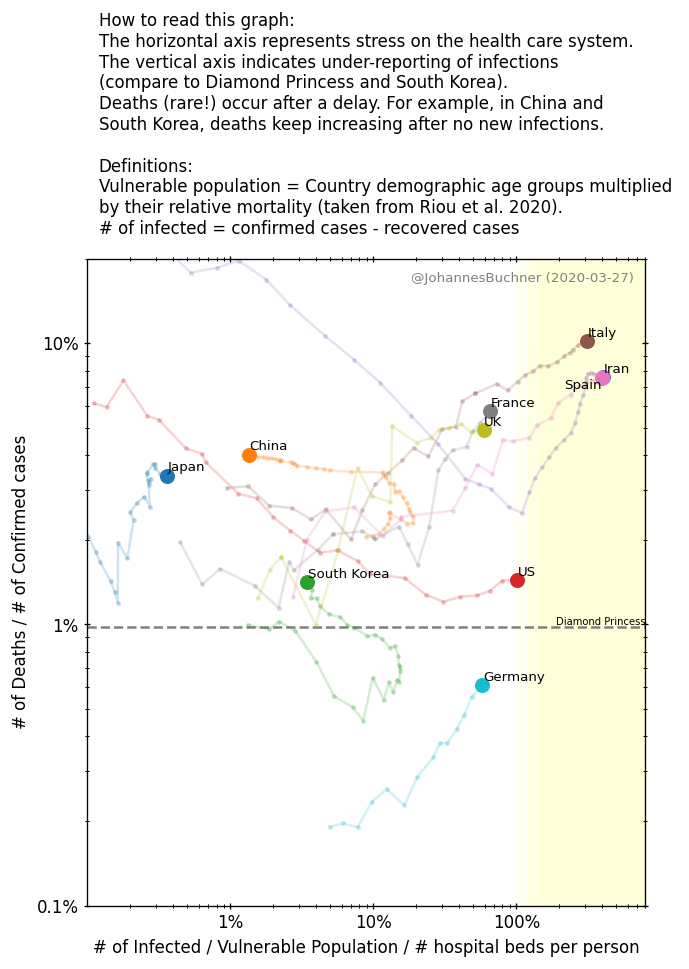 How to read this graph:
The horizontal axis represents stress on the health care system.
The vertical axis indicates under-reporting of infections
(compare to Diamond Princess and South Korea).
Deaths (rare!) occur after a delay. For example, in China and
South Korea, deaths keep increasing after no new infections.
Definitions:
Vulnerable population = Country demographic age groups multiplied
by their relative mortality (taken from Riou et al. 2020).
# of infected = confirmed cases - recovered cases
@JohannesBuchner (2020-03-27)
Italy
10%
Iran
Spain
France
UK
China
Japan
South Korea
US
Diamond Princess
1%
Germany
0.1%
# of Deaths / # of Confirmed cases
1%
10%
100%
# of Infected / Vulnerable Population / # hospital beds per person